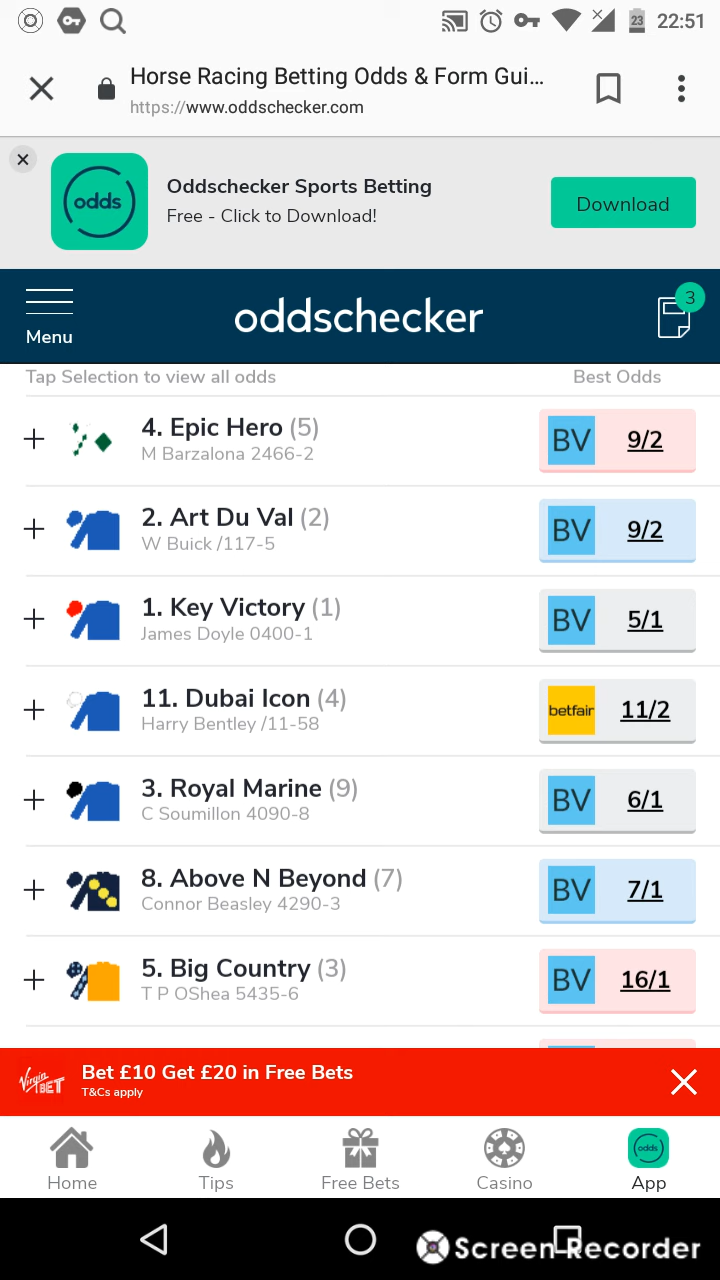 23 22:51
Horse Racing Betting Odds & Form Gui...
https://www.oddschecker.com
odds
Oddschecker Sports Betting
Free - Click to Download!
Download
Menu
oddschecker
3
Tap Selection to view all odds Best Odds
4. Epic Hero (5)
M Barzalona 2466-2
BV 9/2
2. Art Du Val (2)
W Buick /117-5
BV 9/2
1. Key Victory (1)
James Doyle 0400-1
BV 5/1
11. Dubai Icon (4)
Harry Bentley /11-58
betfair 11/2
3. Royal Marine (9)
C Soumillon 4090-8
BV 6/1
8. Above N Beyond (7)
Connor Beasley 4290-3
BV 7/1
5. Big Country (3)
T P OShea 5435-6
BV 16/1
Virgin BET
Bet £10 Get £20 in Free Bets
T&Cs apply
Home Tips Free Bets Casino odds App
Screen Recorder